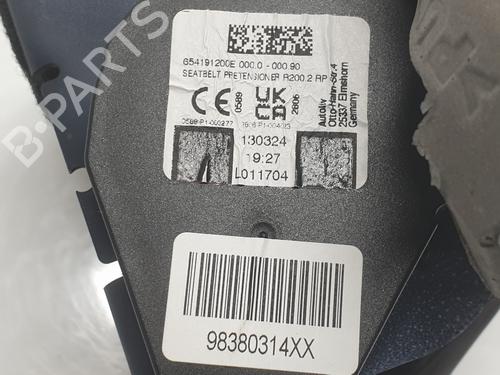 B-PARTS
654191200E 000.0 - 000.90
SEATBELT PRETENSIONER R200.2 RP
CE 0589
UK CA 2806
Autoliv
Otto-Hahn-Str.4
25337 Elmshorn
Germany
130324
19:27
L011704
98380314XX